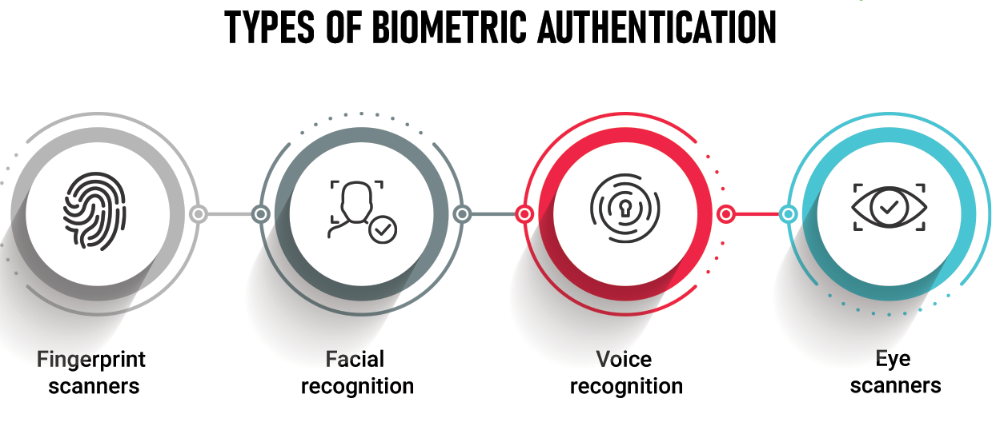 TYPES OF BIOMETRIC AUTHENTICATION
Fingerprint
scanners
Facial
recognition
Voice
recognition
Eye
scanners